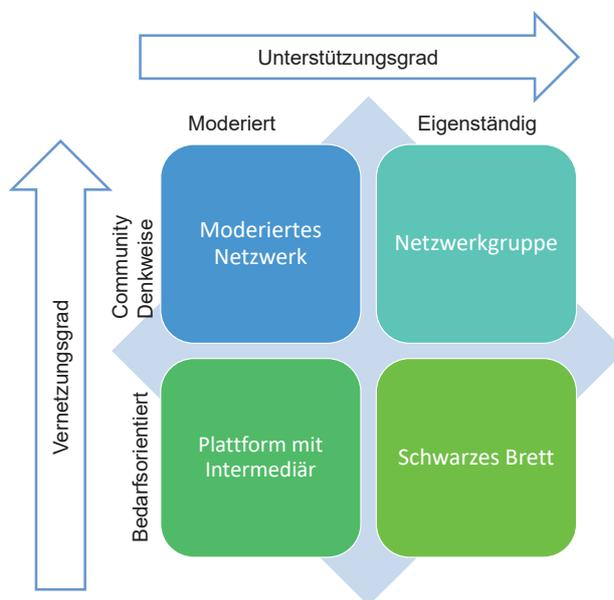 Unterstützungsgrad
Moderiert
Eigenständig
Vernetzungsgrad
Community
Denkweise
Moderiertes
Netzwerk
Netzwerkgruppe
Bedarfsorientiert
Plattform mit
Intermediär
Schwarzes Brett